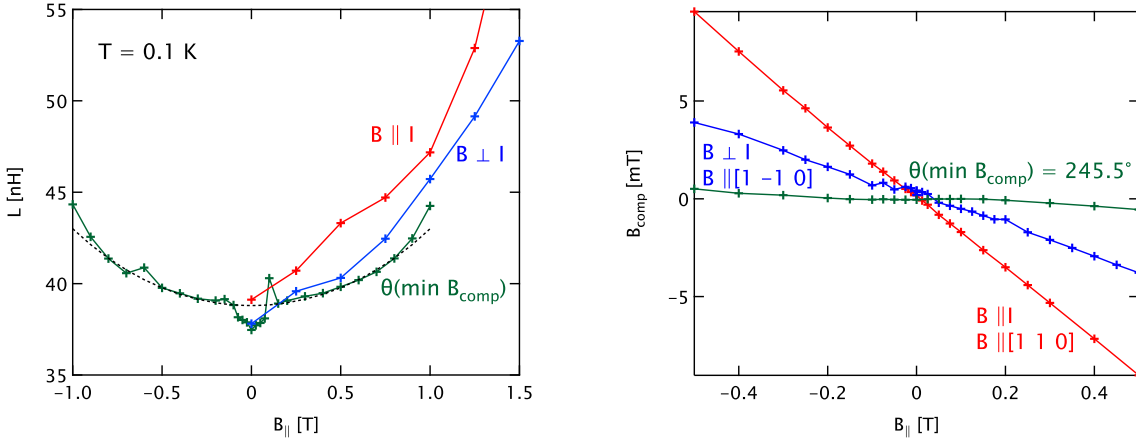 55
50
45
40
35
L [nH]
T = 0.1 K
B ∥ I
B ⊥ I
θ(min B_comp)
−1.0 −0.5 0 0.5 1.0 1.5
B_∥ [T]
5
0
−5
B_comp [mT]
B ⊥ I
B ∥[1 −1 0]
θ(min B_comp) = 245.5°
B ∥I
B ∥[1 1 0]
−0.4 −0.2 0 0.2 0.4
B_∥ [T]